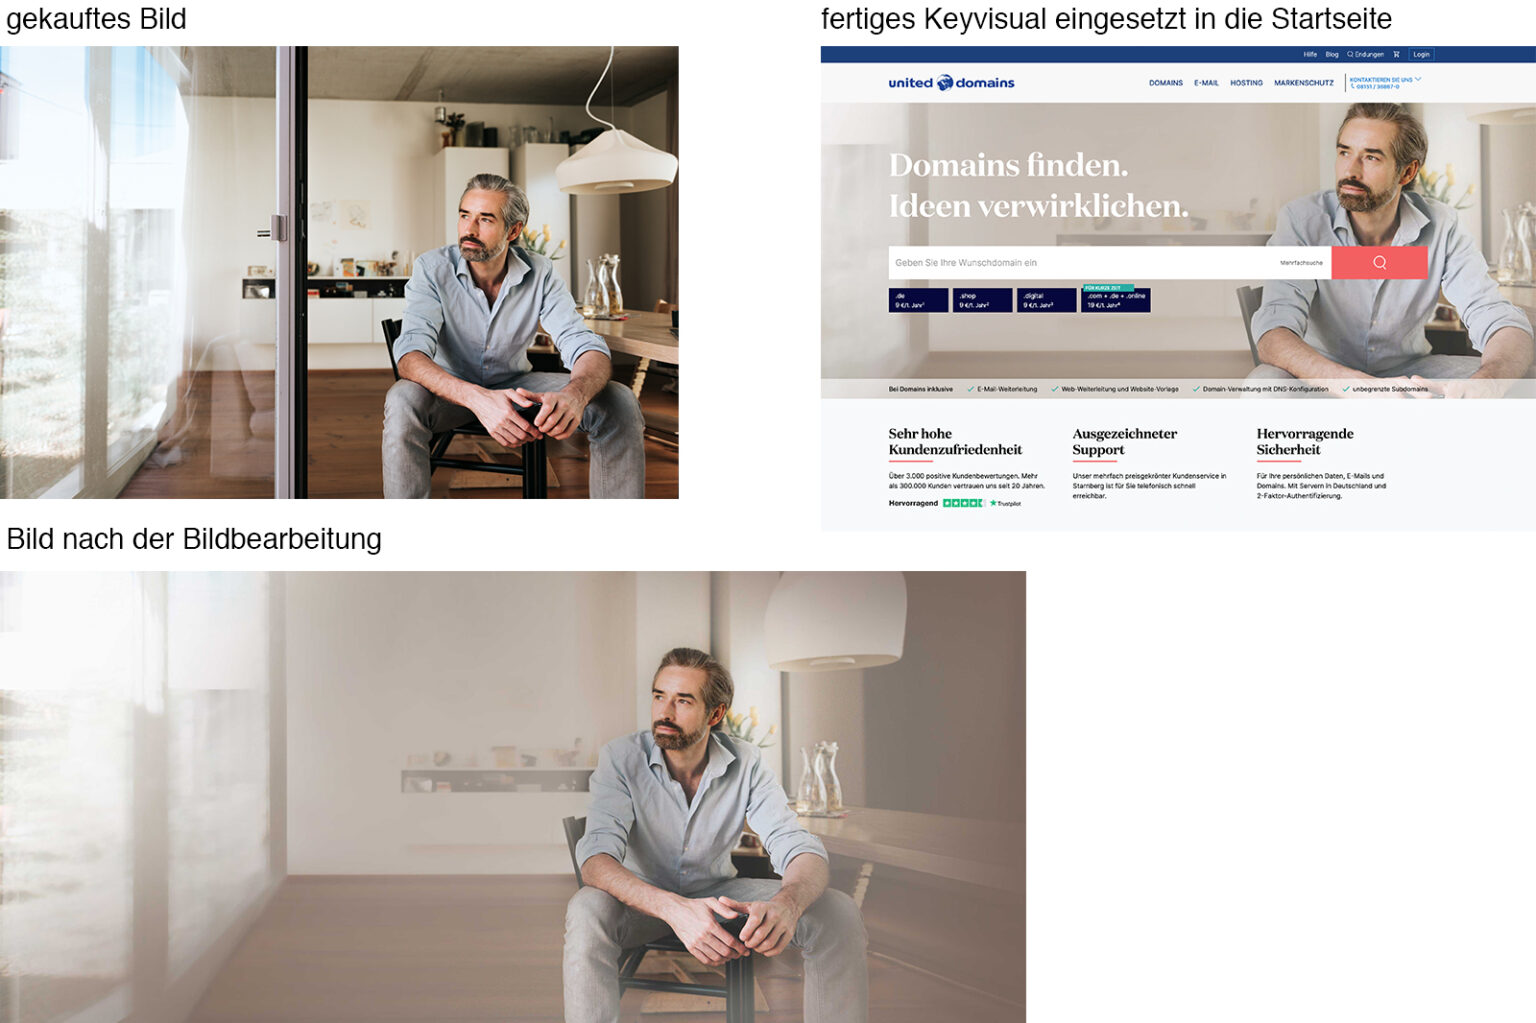 gekauftes Bild
fertiges Keyvisual eingesetzt in die Startseite
Hilfe Blog Endungen Login
united domains
DOMAINS E-MAIL HOSTING MARKENSCHUTZ
KONTAKTIEREN SIE UNS
08151 / 36867-0
Domains finden.
Ideen verwirklichen.
Geben Sie Ihre Wunschdomain ein Mehrfachsuche
FÜR KURZE ZEIT
.de .shop .digital .com + .de + .online
9 €/1. Jahr¹ 9 €/1. Jahr² 9 €/1. Jahr³ 19 €/1. Jahr⁴
Bei Domains inklusive E-Mail-Weiterleitung Web-Weiterleitung und Website-Vorlage Domain-Verwaltung mit DNS-Konfiguration unbegrenzte Subdomains
Sehr hohe
Kundenzufriedenheit
Über 3.000 positive Kundenbewertungen. Mehr
als 300.000 Kunden vertrauen uns seit 20 Jahren.
Hervorragend Trustpilot
Ausgezeichneter
Support
Unser mehrfach preisgekrönter Kundenservice in
Starnberg ist für Sie telefonisch schnell
erreichbar.
Hervorragende
Sicherheit
Für Ihre persönlichen Daten, E-Mails und
Domains. Mit Servern in Deutschland und
2-Faktor-Authentifizierung.
Bild nach der Bildbearbeitung